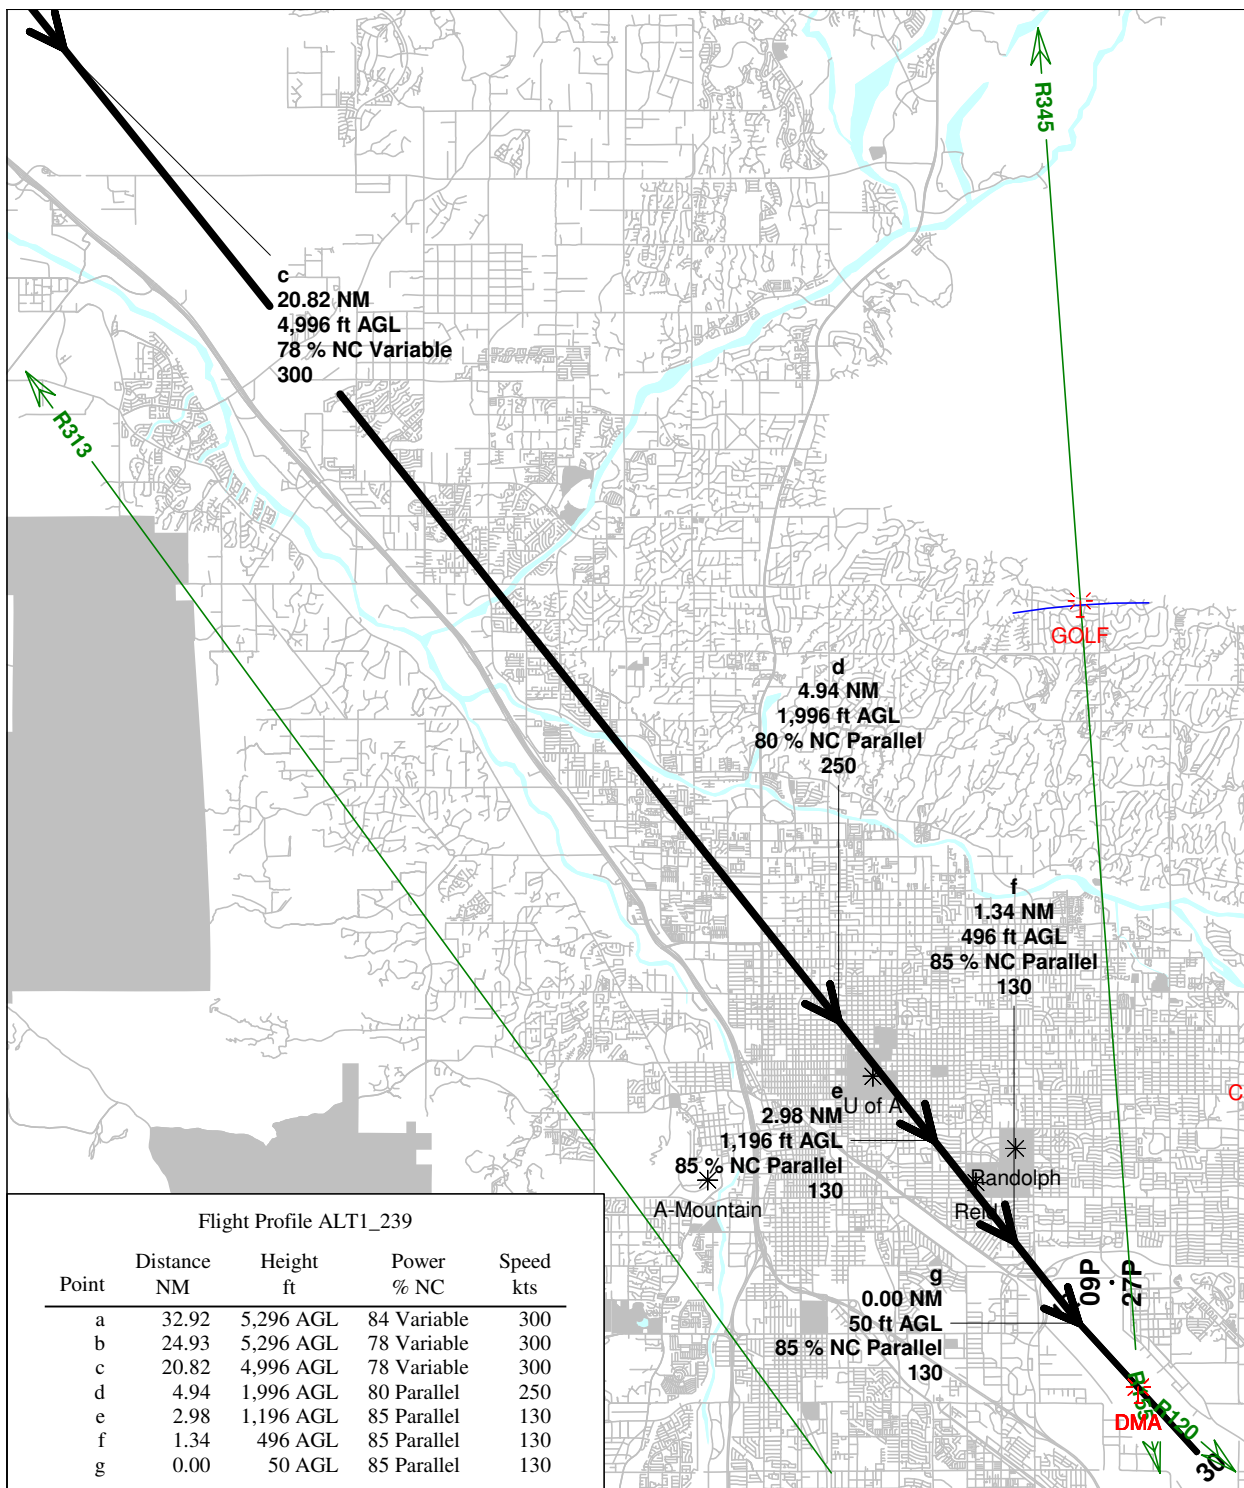 R345
c
20.82 NM
4,996 ft AGL
78 % NC Variable
300
R313
GOLF
d
4.94 NM
1,996 ft AGL
80 % NC Parallel
250
f
1.34 NM
496 ft AGL
85 % NC Parallel
130
U of A
e
2.98 NM
1,196 ft AGL
85 % NC Parallel
130
C
Randolph
A-Mountain
g
0.00 NM
50 ft AGL
85 % NC Parallel
130
09P
27P
R120
DMA
30
Flight Profile ALT1_239
Point Distance NM Height ft Power % NC Speed kts
a 32.92 5,296 AGL 84 Variable 300
b 24.93 5,296 AGL 78 Variable 300
c 20.82 4,996 AGL 78 Variable 300
d 4.94 1,996 AGL 80 Parallel 250
e 2.98 1,196 AGL 85 Parallel 130
f 1.34 496 AGL 85 Parallel 130
g 0.00 50 AGL 85 Parallel 130